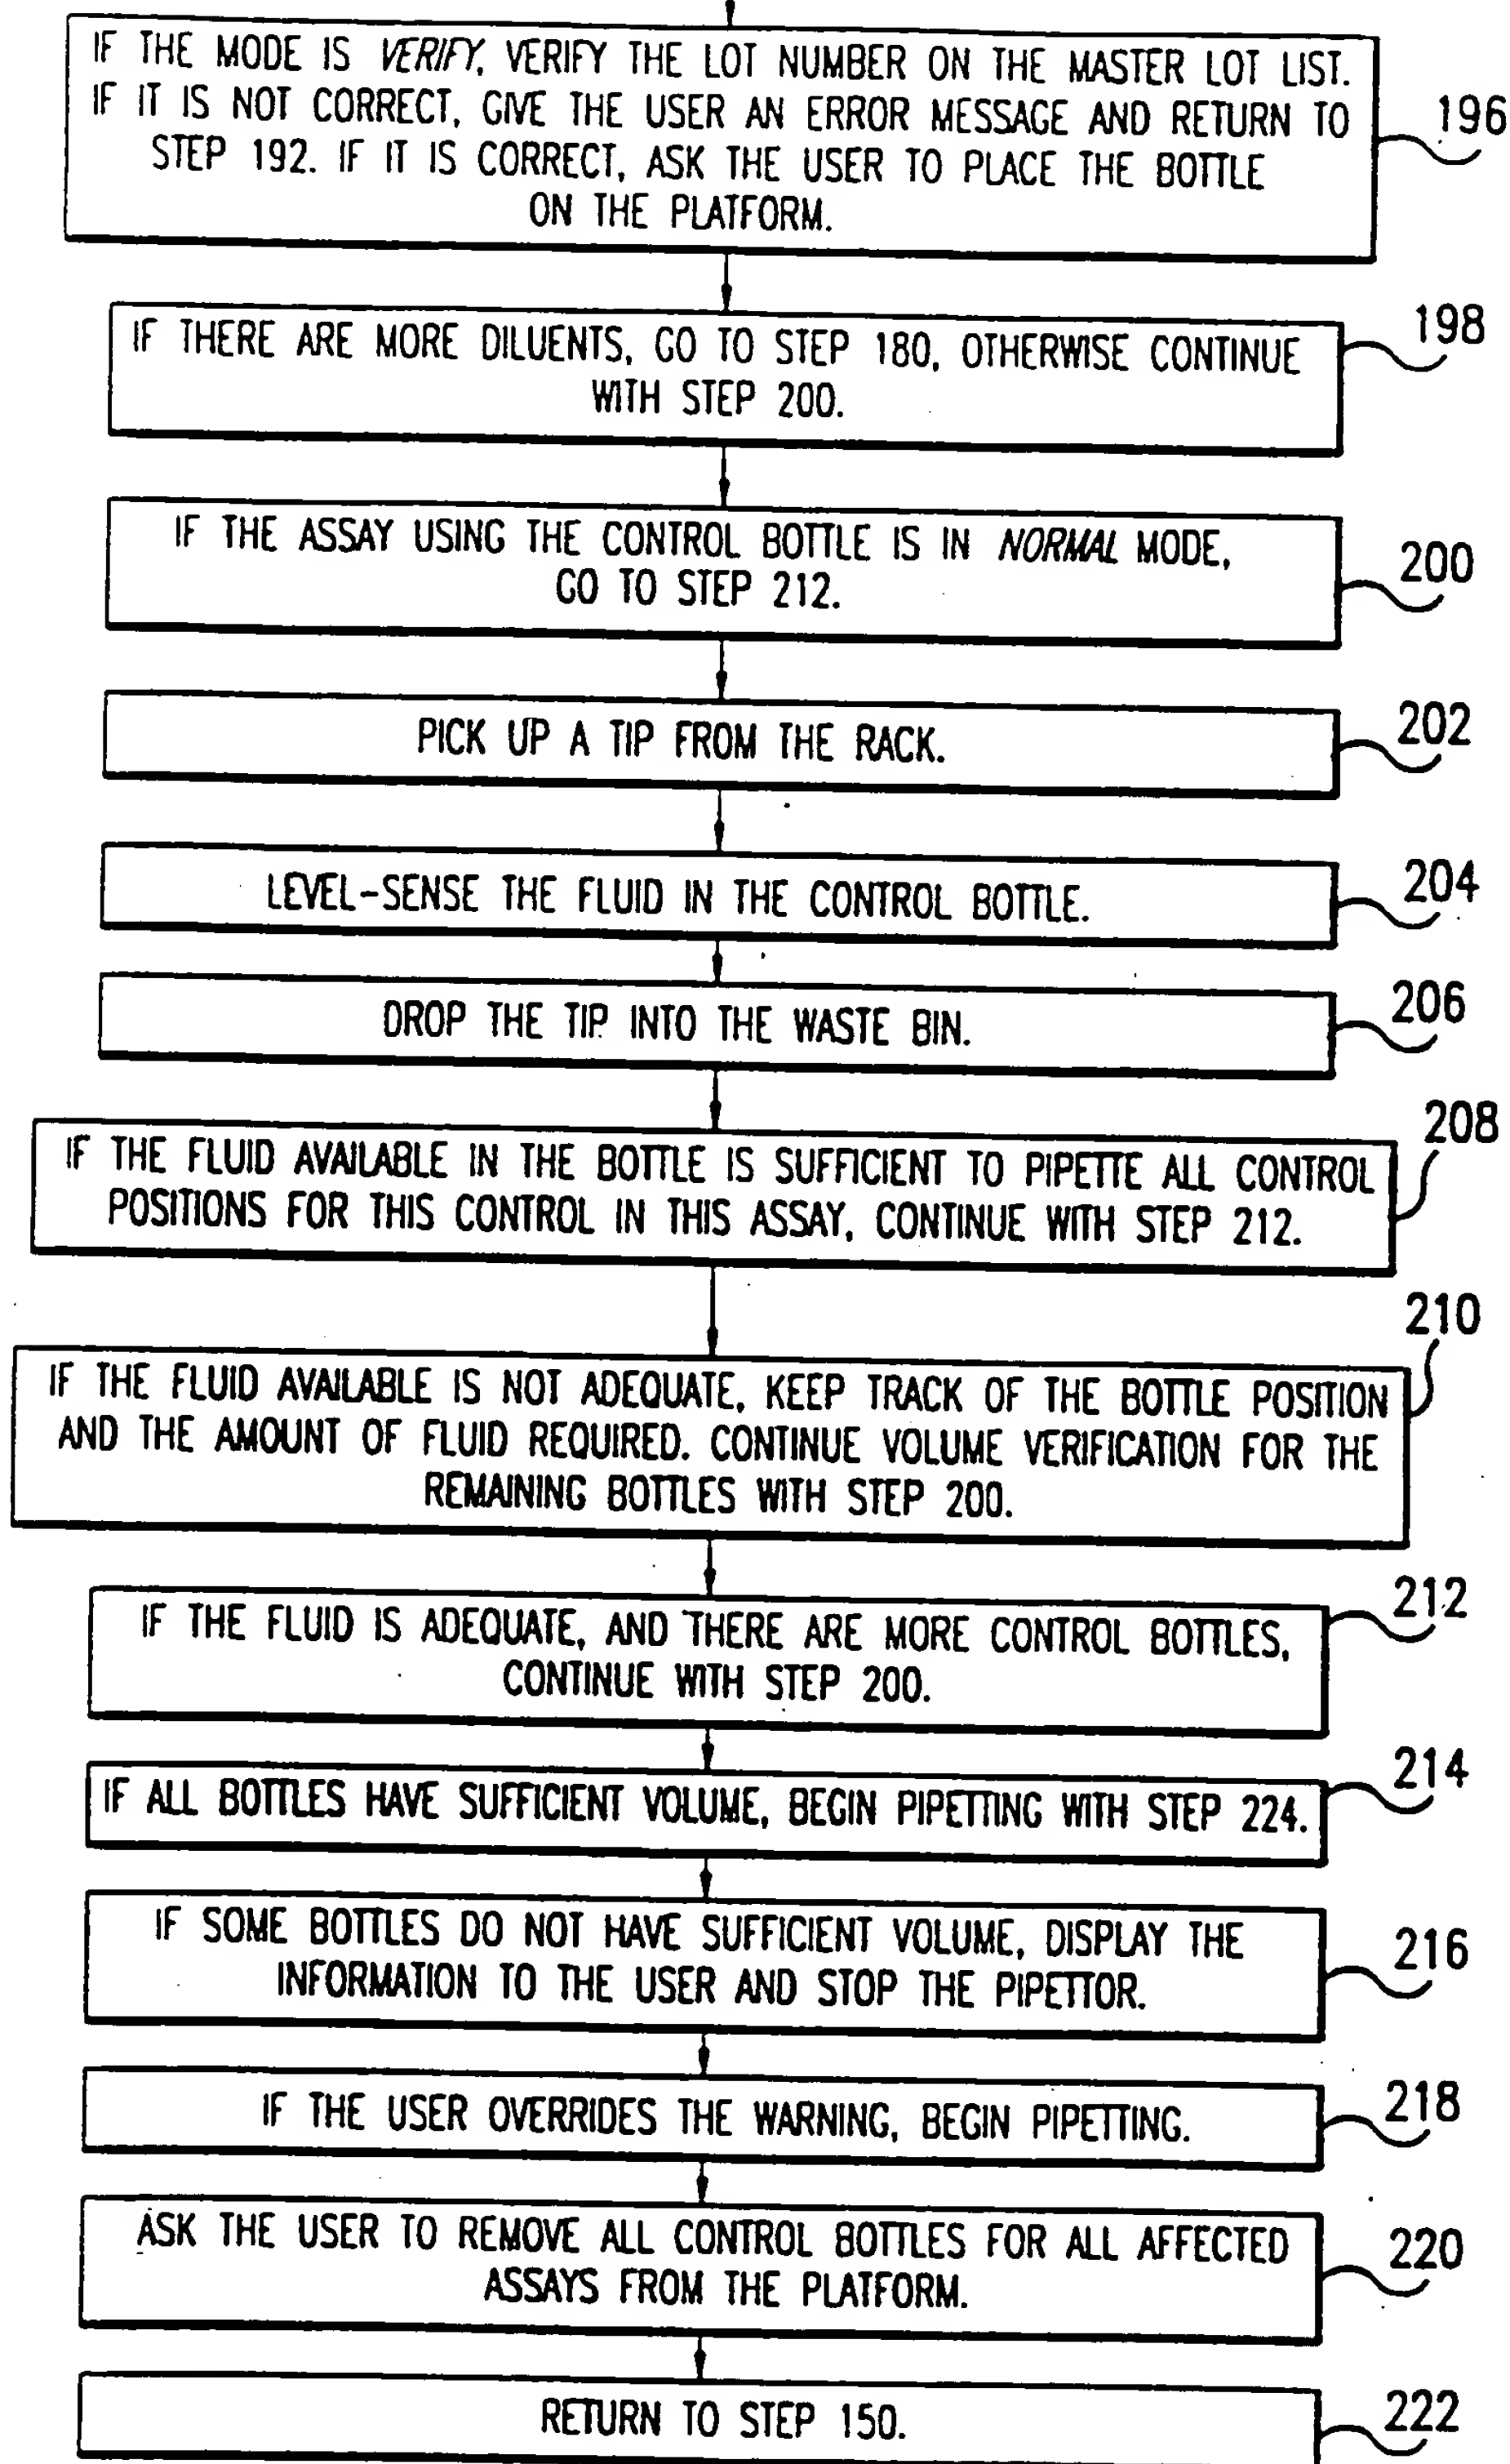 IF THE MODE IS VERIFY, VERIFY THE LOT NUMBER ON THE MASTER LOT LIST.
IF IT IS NOT CORRECT, GIVE THE USER AN ERROR MESSAGE AND RETURN TO
STEP 192. IF IT IS CORRECT, ASK THE USER TO PLACE THE BOTTLE
ON THE PLATFORM.
196
IF THERE ARE MORE DILUENTS, GO TO STEP 180, OTHERWISE CONTINUE
WITH STEP 200.
198
IF THE ASSAY USING THE CONTROL BOTTLE IS IN NORMAL MODE,
GO TO STEP 212.
200
PICK UP A TIP FROM THE RACK.
202
LEVEL-SENSE THE FLUID IN THE CONTROL BOTTLE.
204
DROP THE TIP INTO THE WASTE BIN.
206
IF THE FLUID AVAILABLE IN THE BOTTLE IS SUFFICIENT TO PIPETTE ALL CONTROL
POSITIONS FOR THIS CONTROL IN THIS ASSAY, CONTINUE WITH STEP 212.
208
IF THE FLUID AVAILABLE IS NOT ADEQUATE, KEEP TRACK OF THE BOTTLE POSITION
AND THE AMOUNT OF FLUID REQUIRED. CONTINUE VOLUME VERIFICATION FOR THE
REMAINING BOTTLES WITH STEP 200.
210
IF THE FLUID IS ADEQUATE, AND THERE ARE MORE CONTROL BOTTLES,
CONTINUE WITH STEP 200.
212
IF ALL BOTTLES HAVE SUFFICIENT VOLUME, BEGIN PIPETTING WITH STEP 224.
214
IF SOME BOTTLES DO NOT HAVE SUFFICIENT VOLUME, DISPLAY THE
INFORMATION TO THE USER AND STOP THE PIPETTOR.
216
IF THE USER OVERRIDES THE WARNING, BEGIN PIPETTING.
218
ASK THE USER TO REMOVE ALL CONTROL BOTTLES FOR ALL AFFECTED
ASSAYS FROM THE PLATFORM.
220
RETURN TO STEP 150.
222